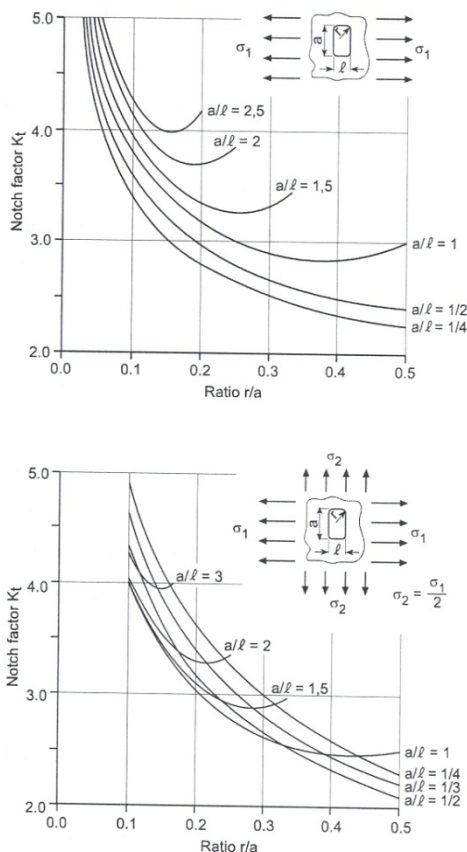 5.0
σ1
a
ℓ
σ1
a/ℓ = 2,5
4.0
a/ℓ = 2
a/ℓ = 1,5
Notch factor Kt
3.0
a/ℓ = 1
a/ℓ = 1/2
a/ℓ = 1/4
2.0
0.0 0.1 0.2 0.3 0.4 0.5
Ratio r/a
σ2
5.0
σ1
a
ℓ
σ1
σ2
σ2 = σ1/2
a/ℓ = 3
4.0
a/ℓ = 2
a/ℓ = 1,5
Notch factor Kt
3.0
a/ℓ = 1
a/ℓ = 1/4
a/ℓ = 1/3
a/ℓ = 1/2
2.0
0.0 0.1 0.2 0.3 0.4 0.5
Ratio r/a